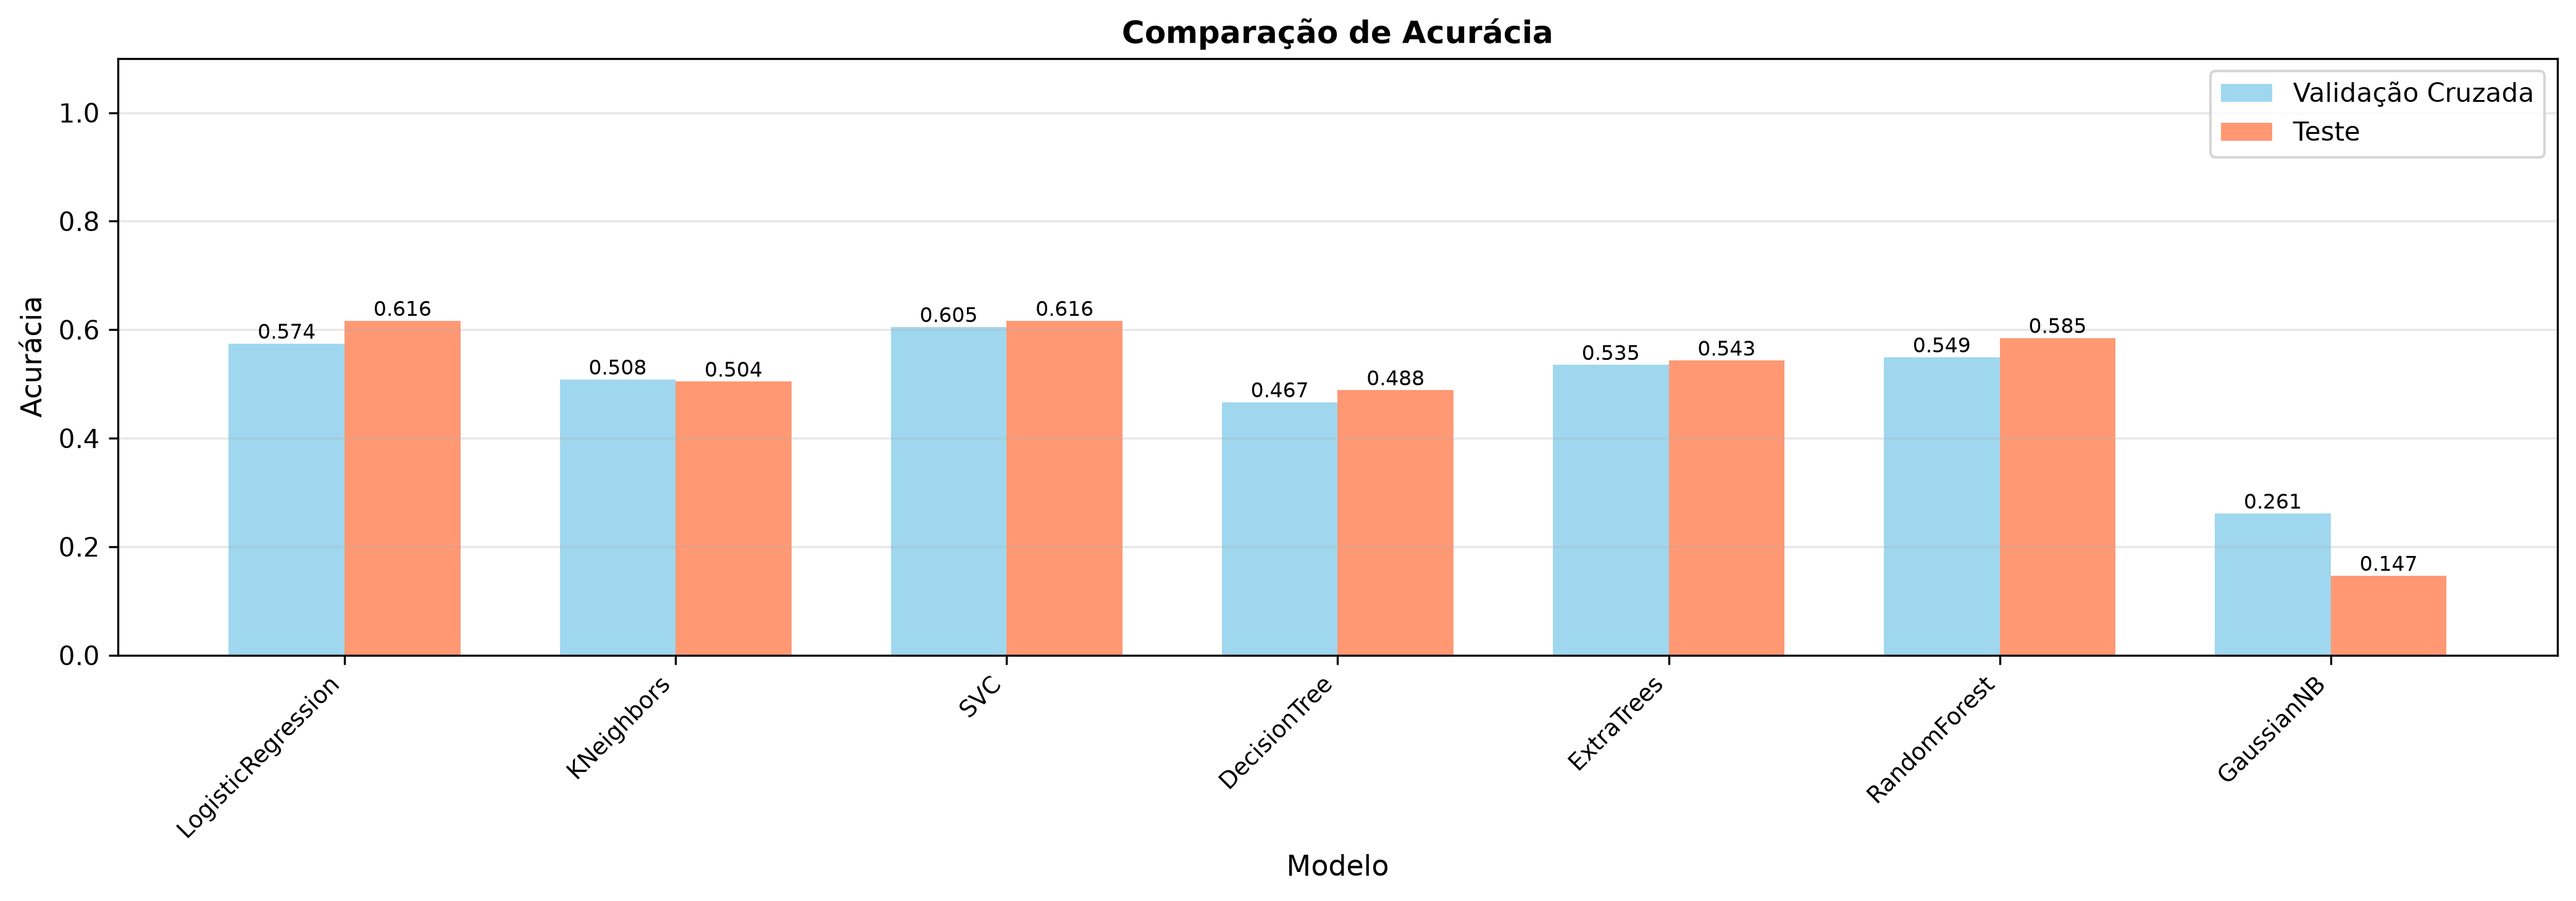 Comparação de Acurácia
Validação Cruzada
Teste
Acurácia
1.0
0.8
0.6
0.4
0.2
0.0
0.574
0.616
0.508
0.504
0.605
0.616
0.467
0.488
0.535
0.543
0.549
0.585
0.261
0.147
LogisticRegression
KNeighbors
SVC
DecisionTree
ExtraTrees
RandomForest
GaussianNB
Modelo